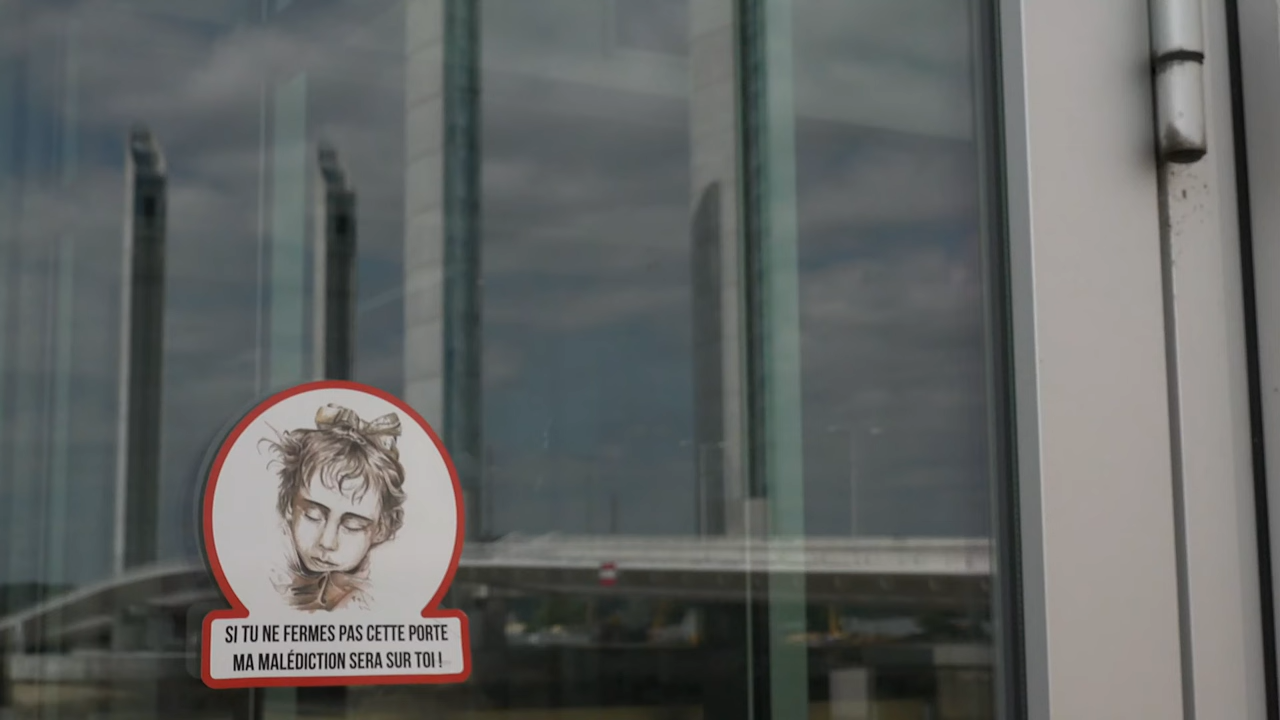 SI TU NE FERMES PAS CETTE PORTE
MA MALÉDICTION SERA SUR TOI !